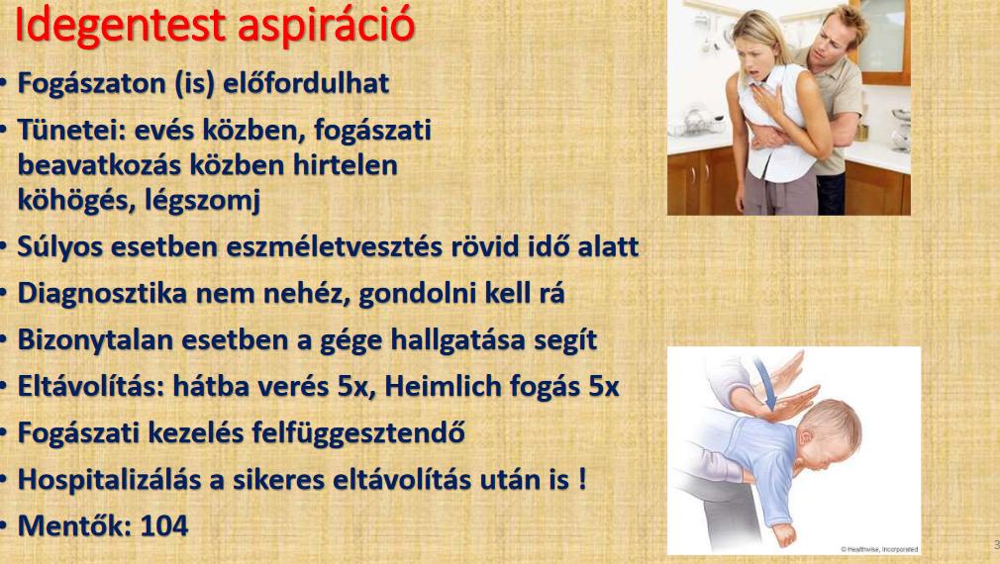 Idegentest aspiráció
• Fogászaton (is) előfordulhat
• Tünetei: evés közben, fogászati
beavatkozás közben hirtelen
köhögés, légszomj
• Súlyos esetben eszméletvesztés rövid idő alatt
• Diagnosztika nem nehéz, gondolni kell rá
• Bizonytalan esetben a gége hallgatása segít
• Eltávolítás: hátba verés 5x, Heimlich fogás 5x
• Fogászati kezelés felfüggesztendő
• Hospitalizálás a sikeres eltávolítás után is !
• Mentők: 104
© Healthwise, Incorporated
3